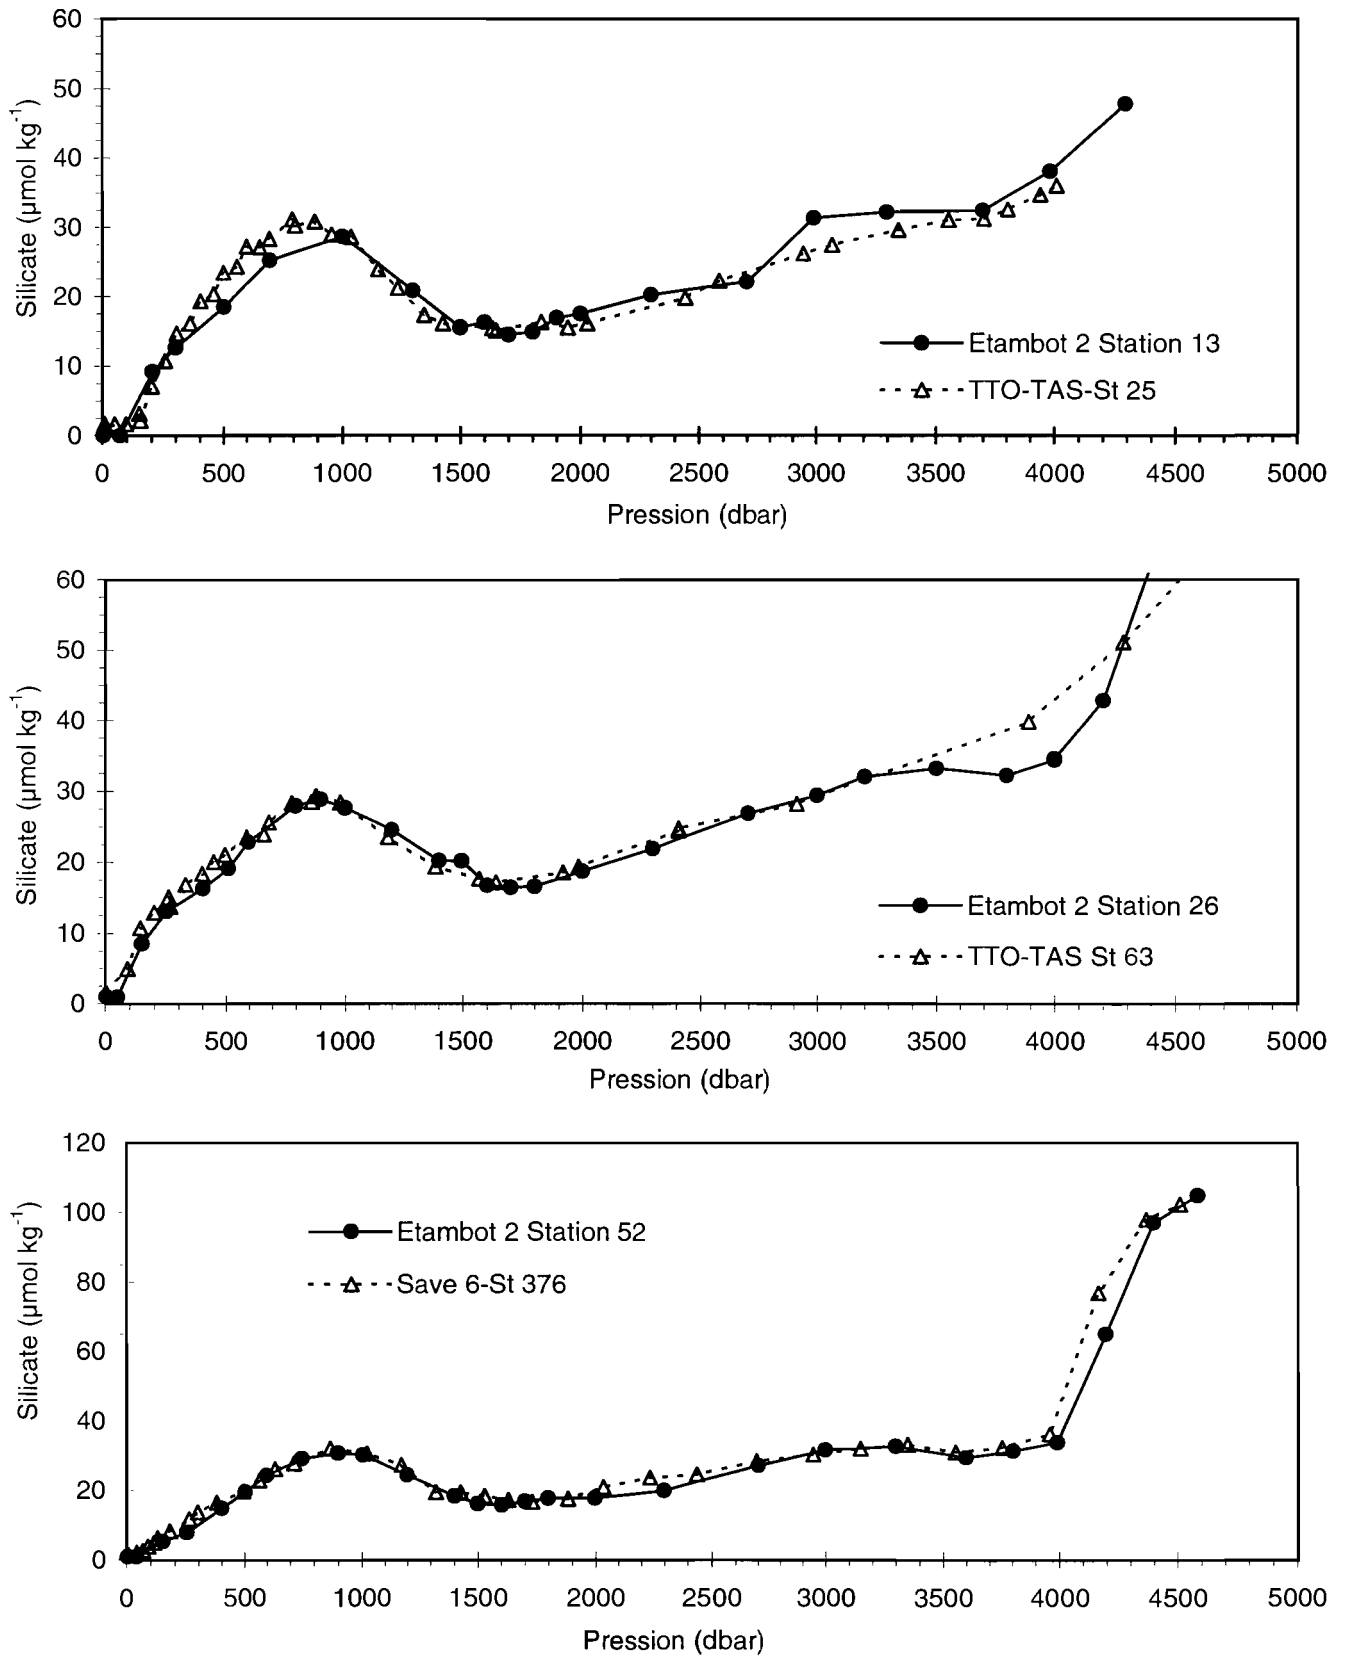 60
50
40
30
20
10
0
Silicate (µmol kg⁻¹)
Etambot 2 Station 13
TTO-TAS-St 25
0 500 1000 1500 2000 2500 3000 3500 4000 4500 5000
Pression (dbar)
60
50
40
30
20
10
0
Silicate (µmol kg⁻¹)
Etambot 2 Station 26
TTO-TAS St 63
0 500 1000 1500 2000 2500 3000 3500 4000 4500 5000
Pression (dbar)
120
100
80
60
40
20
0
Silicate (µmol kg⁻¹)
Etambot 2 Station 52
Save 6-St 376
0 500 1000 1500 2000 2500 3000 3500 4000 4500 5000
Pression (dbar)